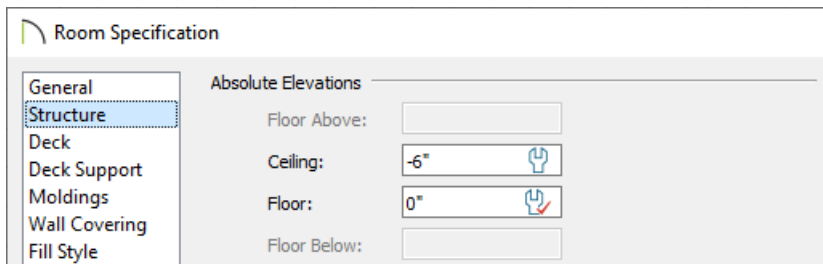 Room Specification
General
Structure
Deck
Deck Support
Moldings
Wall Covering
Fill Style
Absolute Elevations
Floor Above:
Ceiling: -6"
Floor: 0"
Floor Below: